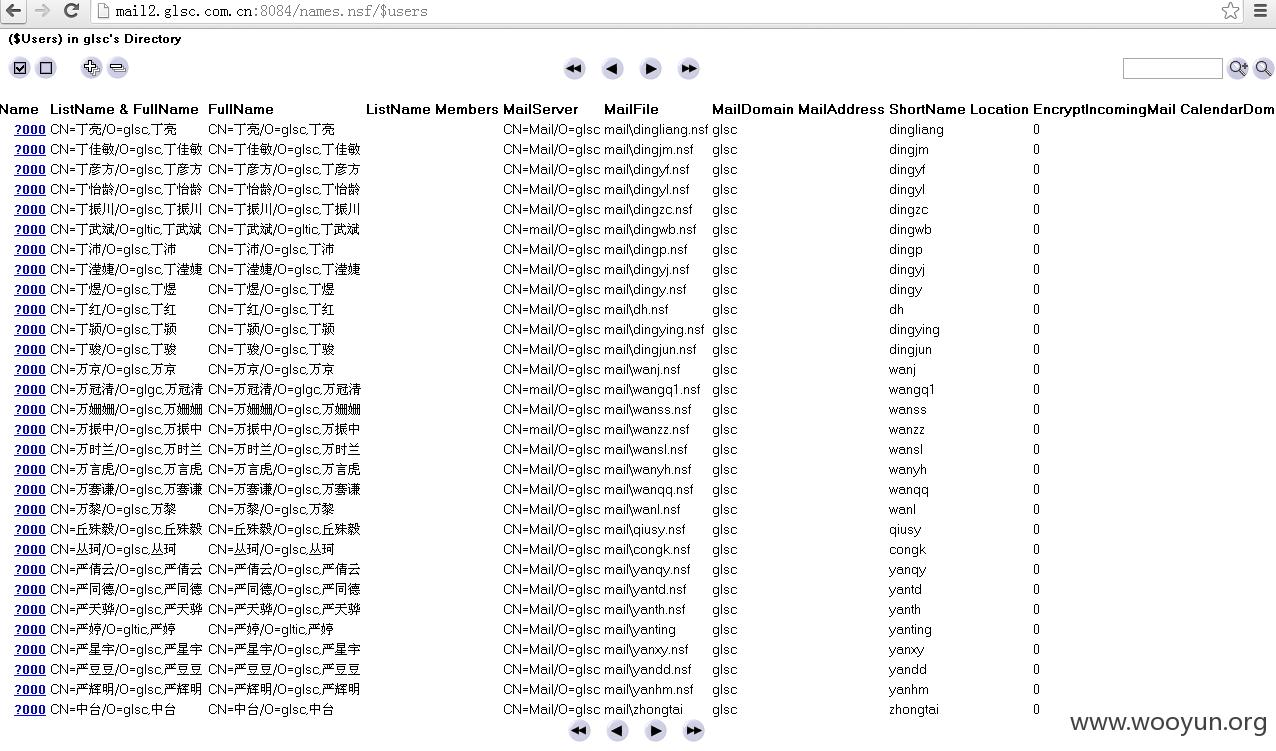 mail2.glsc.com.cn:8084/names.nsf/$users
($Users) in glsc's Directory
Name ListName & FullName FullName ListName Members MailServer MailFile MailDomain MailAddress ShortName Location EncryptIncomingMail CalendarDom
?000 CN=丁亮/O=glsc,丁亮 CN=丁亮/O=glsc,丁亮 CN=Mail/O=glsc mail\dingliang.nsf glsc dingliang 0
?000 CN=丁佳敏/O=glsc,丁佳敏 CN=丁佳敏/O=glsc,丁佳敏 CN=Mail/O=glsc mail\dingjm.nsf glsc dingjm 0
?000 CN=丁彦方/O=glsc,丁彦方 CN=丁彦方/O=glsc,丁彦方 CN=Mail/O=glsc mail\dingyf.nsf glsc dingyf 0
?000 CN=丁怡龄/O=glsc,丁怡龄 CN=丁怡龄/O=glsc,丁怡龄 CN=Mail/O=glsc mail\dingyl.nsf glsc dingyl 0
?000 CN=丁振川/O=glsc,丁振川 CN=丁振川/O=glsc,丁振川 CN=Mail/O=glsc mail\dingzc.nsf glsc dingzc 0
?000 CN=丁武斌/O=gltic,丁武斌 CN=丁武斌/O=gltic,丁武斌 CN=mail/O=glsc mail\dingwb.nsf glsc dingwb 0
?000 CN=丁沛/O=glsc,丁沛 CN=丁沛/O=glsc,丁沛 CN=Mail/O=glsc mail\dingp.nsf glsc dingp 0
?000 CN=丁滢婕/O=glsc,丁滢婕 CN=丁滢婕/O=glsc,丁滢婕 CN=Mail/O=glsc mail\dingyj.nsf glsc dingyj 0
?000 CN=丁煜/O=glsc,丁煜 CN=丁煜/O=glsc,丁煜 CN=Mail/O=glsc mail\dingy.nsf glsc dingy 0
?000 CN=丁红/O=glsc,丁红 CN=丁红/O=glsc,丁红 CN=Mail/O=glsc mail\dh.nsf glsc dh 0
?000 CN=丁颍/O=glsc,丁颍 CN=丁颍/O=glsc,丁颍 CN=Mail/O=glsc mail\dingying.nsf glsc dingying 0
?000 CN=丁骏/O=glsc,丁骏 CN=丁骏/O=glsc,丁骏 CN=Mail/O=glsc mail\dingjun.nsf glsc dingjun 0
?000 CN=万京/O=glsc,万京 CN=万京/O=glsc,万京 CN=Mail/O=glsc mail\wanj.nsf glsc wanj 0
?000 CN=万冠清/O=glgc,万冠清 CN=万冠清/O=glgc,万冠清 CN=mail/O=glsc mail\wangq1.nsf glsc wangq1 0
?000 CN=万姗姗/O=glsc,万姗姗 CN=万姗姗/O=glsc,万姗姗 CN=Mail/O=glsc mail\wanss.nsf glsc wanss 0
?000 CN=万振中/O=glsc,万振中 CN=万振中/O=glsc,万振中 CN=mail/O=glsc mail\wanzz.nsf glsc wanzz 0
?000 CN=万时兰/O=glsc,万时兰 CN=万时兰/O=glsc,万时兰 CN=Mail/O=glsc mail\wansl.nsf glsc wansl 0
?000 CN=万言虎/O=glsc,万言虎 CN=万言虎/O=glsc,万言虎 CN=Mail/O=glsc mail\wanyh.nsf glsc wanyh 0
?000 CN=万骞谦/O=glsc,万骞谦 CN=万骞谦/O=glsc,万骞谦 CN=Mail/O=glsc mail\wanqq.nsf glsc wanqq 0
?000 CN=万黎/O=glsc,万黎 CN=万黎/O=glsc,万黎 CN=Mail/O=glsc mail\wanl.nsf glsc wanl 0
?000 CN=丘殊毅/O=glsc,丘殊毅 CN=丘殊毅/O=glsc,丘殊毅 CN=Mail/O=glsc mail\qiusy.nsf glsc qiusy 0
?000 CN=丛珂/O=glsc,丛珂 CN=丛珂/O=glsc,丛珂 CN=Mail/O=glsc mail\congk.nsf glsc congk 0
?000 CN=严倩云/O=glsc,严倩云 CN=严倩云/O=glsc,严倩云 CN=Mail/O=glsc mail\yanqy.nsf glsc yanqy 0
?000 CN=严同德/O=glsc,严同德 CN=严同德/O=glsc,严同德 CN=Mail/O=glsc mail\yantd.nsf glsc yantd 0
?000 CN=严天骅/O=glsc,严天骅 CN=严天骅/O=glsc,严天骅 CN=Mail/O=glsc mail\yanth.nsf glsc yanth 0
?000 CN=严婷/O=gltic,严婷 CN=严婷/O=gltic,严婷 CN=Mail/O=glsc mail\yanting glsc yanting 0
?000 CN=严星宇/O=glsc,严星宇 CN=严星宇/O=glsc,严星宇 CN=Mail/O=glsc mail\yanxy.nsf glsc yanxy 0
?000 CN=严豆豆/O=glsc,严豆豆 CN=严豆豆/O=glsc,严豆豆 CN=Mail/O=glsc mail\yandd.nsf glsc yandd 0
?000 CN=严辉明/O=glsc,严辉明 CN=严辉明/O=glsc,严辉明 CN=Mail/O=glsc mail\yanhm.nsf glsc yanhm 0
?000 CN=中台/O=glsc,中台 CN=中台/O=glsc,中台 CN=Mail/O=glsc mail\zhongtai glsc zhongtai 0
www.wooyun.org